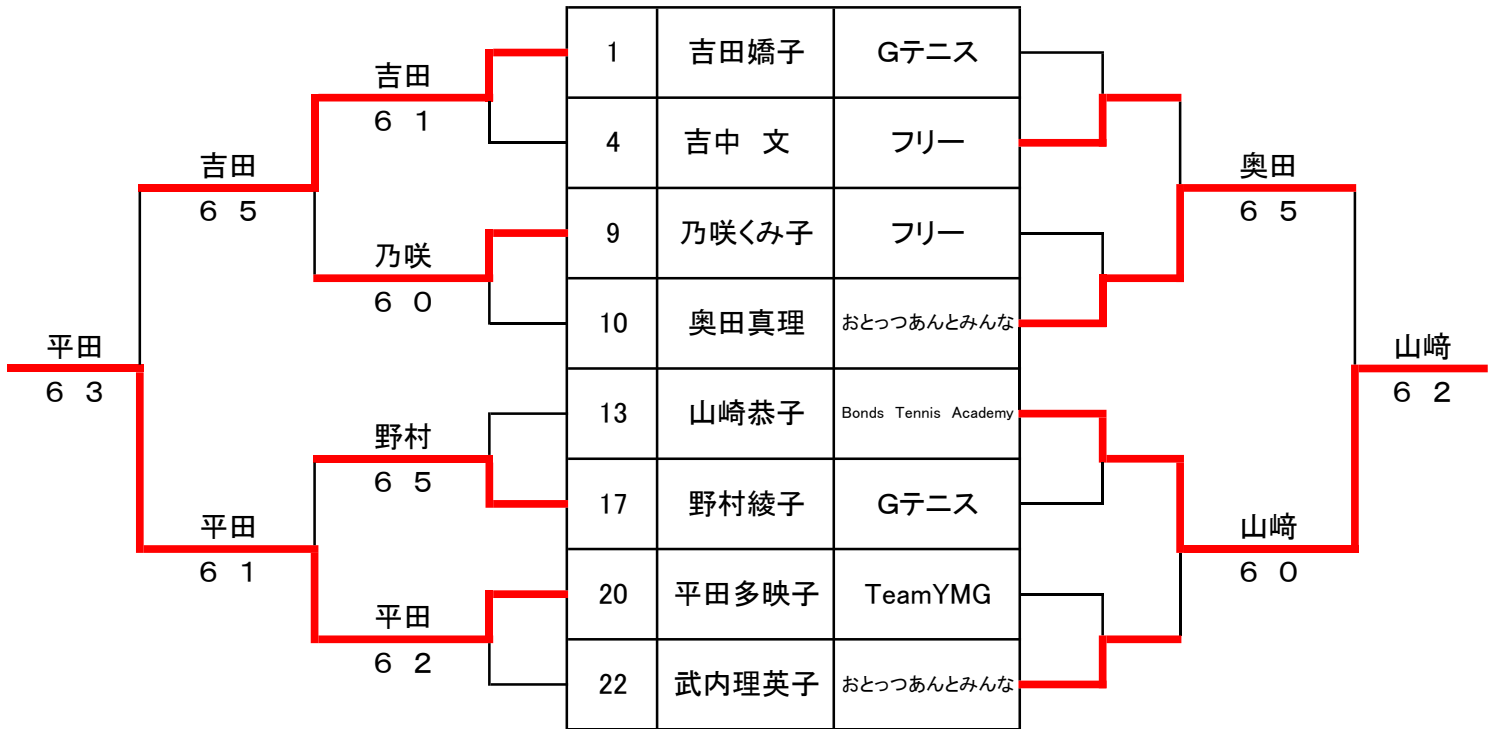 1 吉田嬌子 Gテニス
吉田
6 1
4 吉中 文 フリー
吉田
6 5
奥田
6 5
9 乃咲くみ子 フリー
乃咲
6 0
10 奥田真理 おとっつあんとみんな
平田
6 3
山﨑
6 2
13 山崎恭子 Bonds Tennis Academy
野村
6 5
17 野村綾子 Gテニス
平田
6 1
山﨑
6 0
20 平田多映子 TeamYMG
平田
6 2
22 武内理英子 おとっつあんとみんな